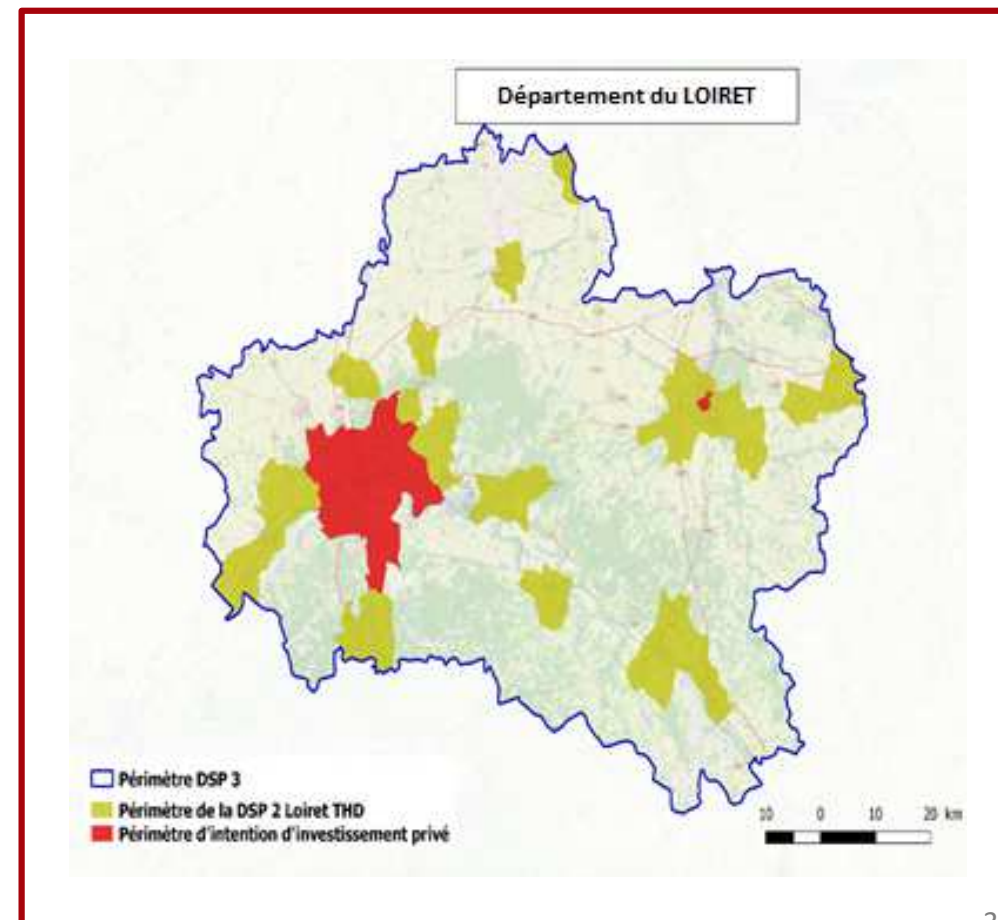 Département du LOIRET
Périmètre DSP 3
Périmètre de la DSP 2 Loiret THD
Périmètre d'intention d'investissement privé
10 0 10 20 km